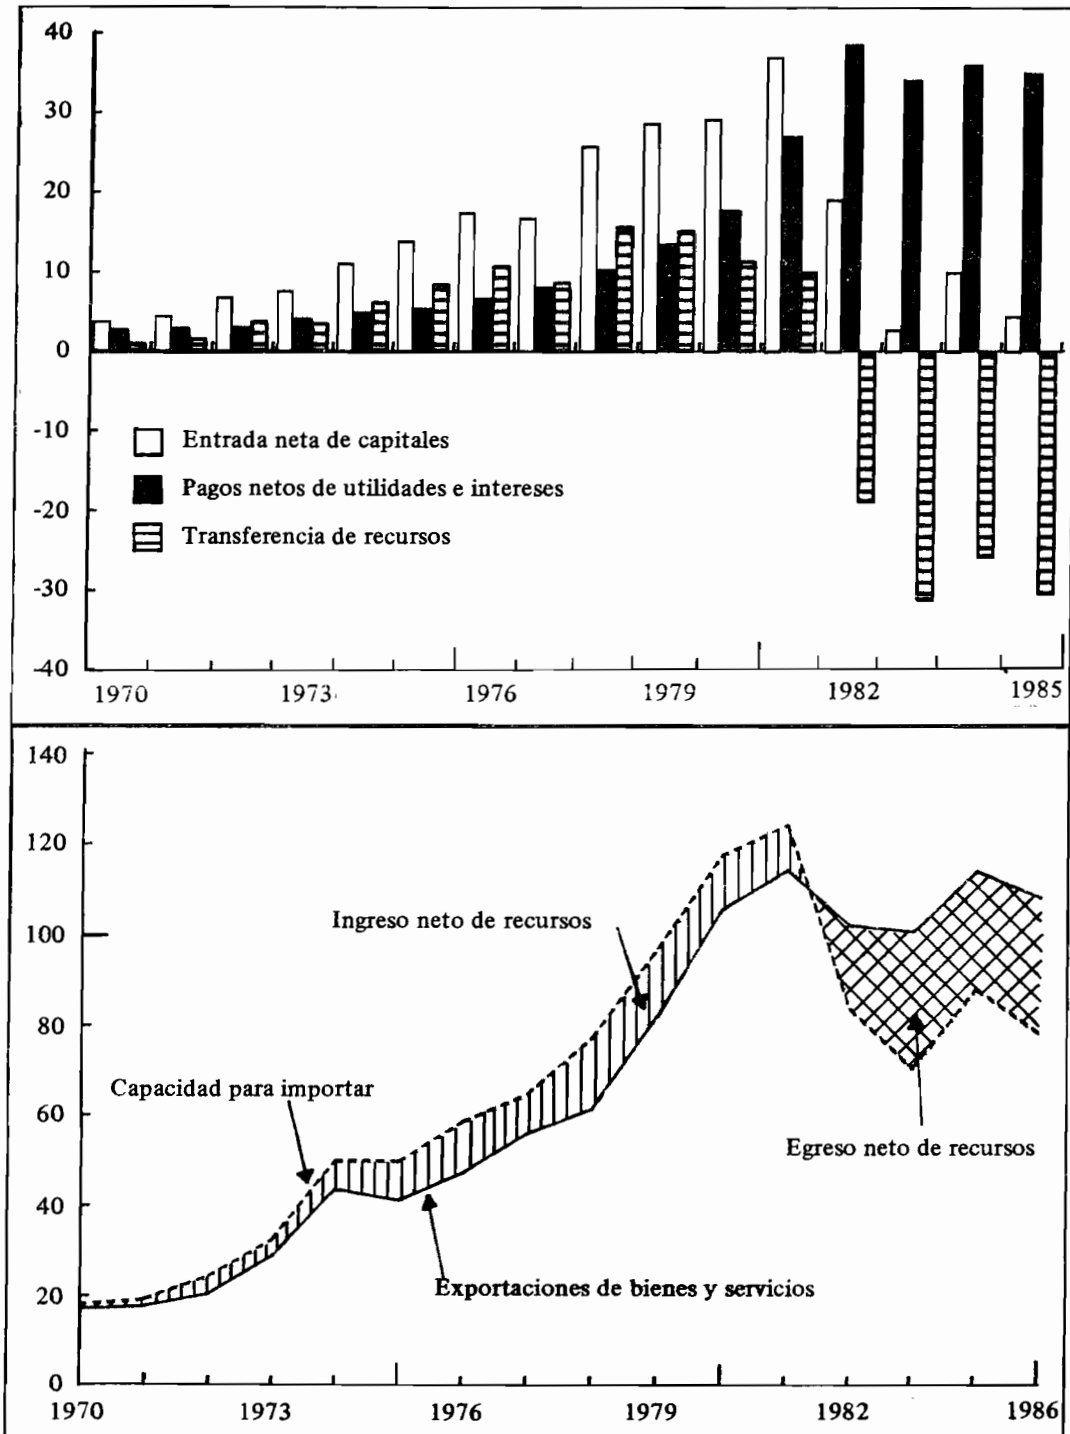 40
30
20
10
0
-10
-20
-30
-40
Entrada neta de capitales
Pagos netos de utilidades e intereses
Transferencia de recursos
1970 1973 1976 1979 1982 1985
140
120
100
80
60
40
20
0
Ingreso neto de recursos
Capacidad para importar
Egreso neto de recursos
Exportaciones de bienes y servicios
1970 1973 1976 1979 1982 1986